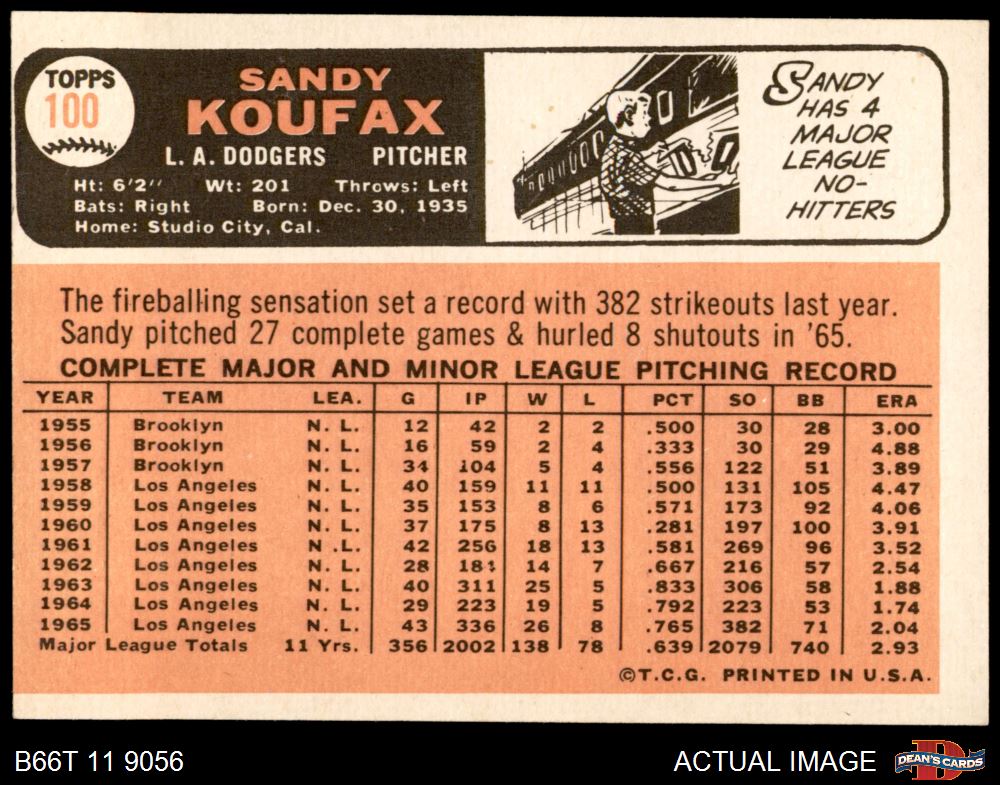 TOPPS
100
SANDY
KOUFAX
L. A. DODGERS PITCHER
Ht: 6'2" Wt: 201 Throws: Left
Bats: Right Born: Dec. 30, 1935
Home: Studio City, Cal.
SANDY
HAS 4
MAJOR
LEAGUE
NO-
HITTERS
The fireballing sensation set a record with 382 strikeouts last year.
Sandy pitched 27 complete games & hurled 8 shutouts in '65.
COMPLETE MAJOR AND MINOR LEAGUE PITCHING RECORD
YEAR TEAM LEA. G IP W L PCT SO BB ERA
1955 Brooklyn N. L. 12 42 2 2 .500 30 28 3.00
1956 Brooklyn N. L. 16 59 2 4 .333 30 29 4.88
1957 Brooklyn N. L. 34 104 5 4 .556 122 51 3.89
1958 Los Angeles N. L. 40 159 11 11 .500 131 105 4.47
1959 Los Angeles N. L. 35 153 8 6 .571 173 92 4.06
1960 Los Angeles N. L. 37 175 8 13 .281 197 100 3.91
1961 Los Angeles N .L. 42 256 18 13 .581 269 96 3.52
1962 Los Angeles N. L. 28 184 14 7 .667 216 57 2.54
1963 Los Angeles N. L. 40 311 25 5 .833 306 58 1.88
1964 Los Angeles N. L. 29 223 19 5 .792 223 53 1.74
1965 Los Angeles N. L. 43 336 26 8 .765 382 71 2.04
Major League Totals 11 Yrs. 356 2002 138 78 .639 2079 740 2.93
©T.C.G. PRINTED IN U.S.A.
B66T 11 9056
ACTUAL IMAGE
D
DEAN'S CARDS